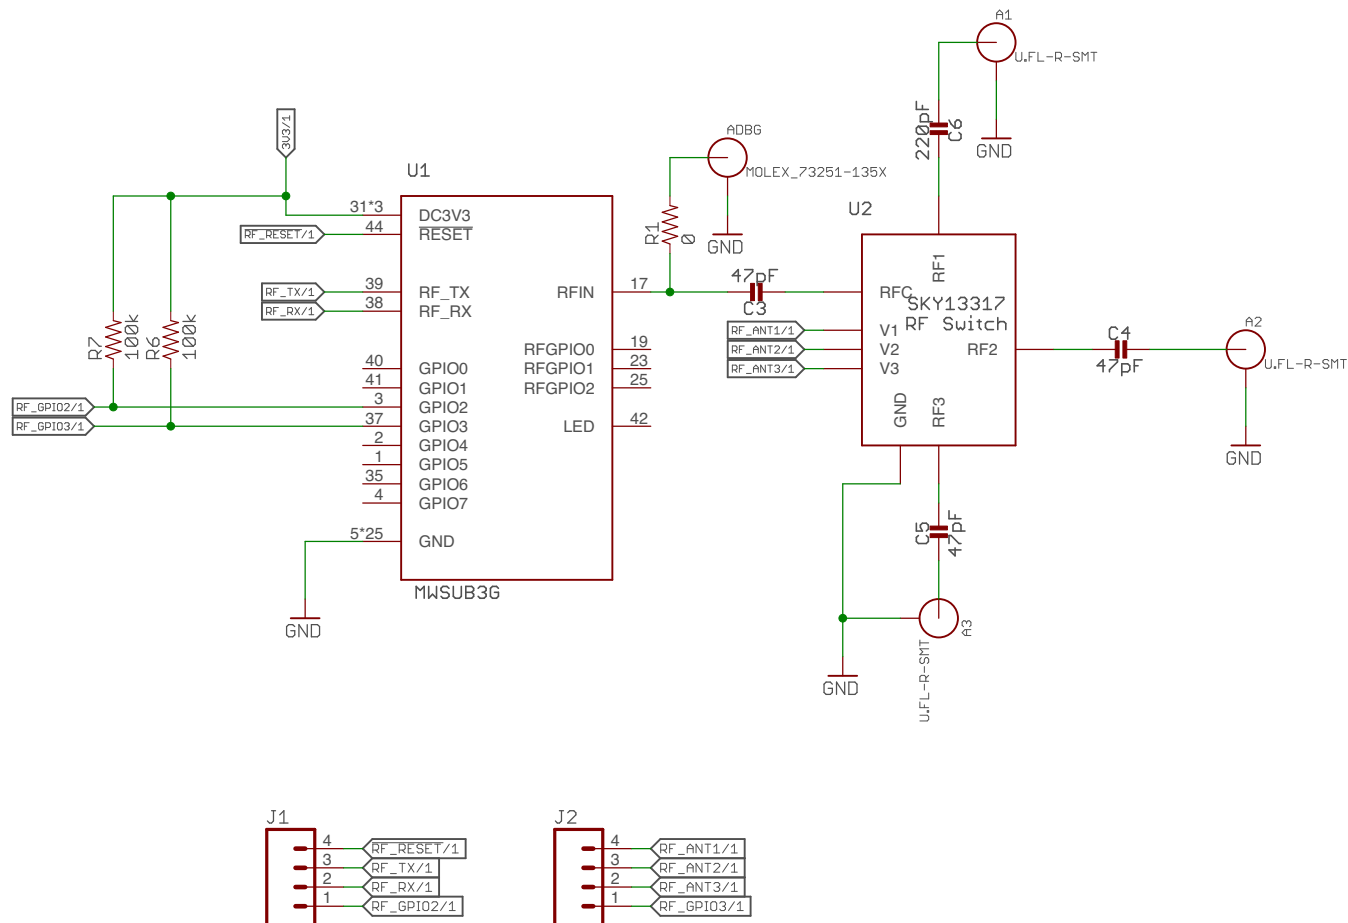 A1
U.FL-R-SMT
220pF
C6
GND
3V3/1
ADBG
MOLEX_73251-135X
GND
R1
0
U1
31*3
DC3V3
RF_RESET/1
44
RESET
RF_TX/1
39
RF_TX
RF_RX/1
38
RF_RX
RFIN
17
47pF
C3
R7
100k
R6
100k
40
GPIO0
41
GPIO1
RF_GPIO2/1
3
GPIO2
RF_GPIO3/1
37
GPIO3
2
GPIO4
1
GPIO5
35
GPIO6
4
GPIO7
5*25
GND
RFGPIO0
19
RFGPIO1
23
RFGPIO2
25
LED
42
MWSUB3G
GND
U2
RF1
RFC
SKY13317
RF Switch
RF_ANT1/1
V1
RF_ANT2/1
V2
RF_ANT3/1
V3
RF2
GND
RF3
C4
47pF
A2
U.FL-R-SMT
GND
C5
47pF
A3
U.FL-R-SMT
GND
J1
4
RF_RESET/1
3
RF_TX/1
2
RF_RX/1
1
RF_GPIO2/1
J2
4
RF_ANT1/1
3
RF_ANT2/1
2
RF_ANT3/1
1
RF_GPIO3/1